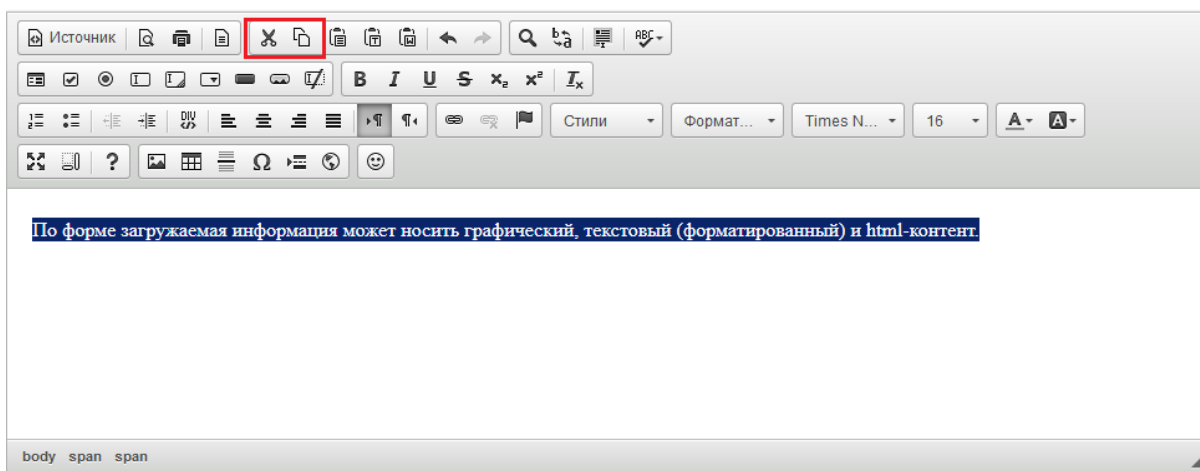 Источник ABC
B I U S x₂ x² Ix
DIV Стили Формат... Times N... 16 A A
? Ω
По форме загружаемая информация может носить графический, текстовый (форматированный) и html-контент.
body span span